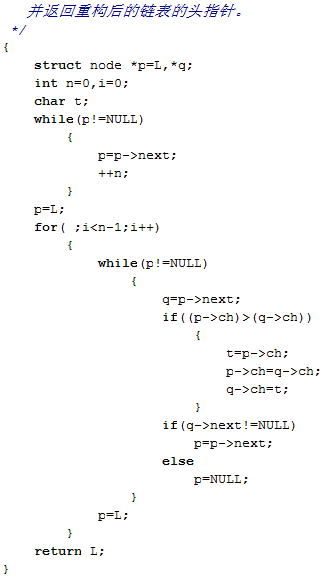 并返回重构后的链表的头指针。
*/
{
struct node *p=L,*q;
int n=0,i=0;
char t;
while(p!=NULL)
{
p=p->next;
++n;
}
p=L;
for( ;i<n-1;i++)
{
while(p!=NULL)
{
q=p->next;
if((p->ch)>(q->ch))
{
t=p->ch;
p->ch=q->ch;
q->ch=t;
}
if(q->next!=NULL)
p=p->next;
else
p=NULL;
}
p=L;
}
return L;
}